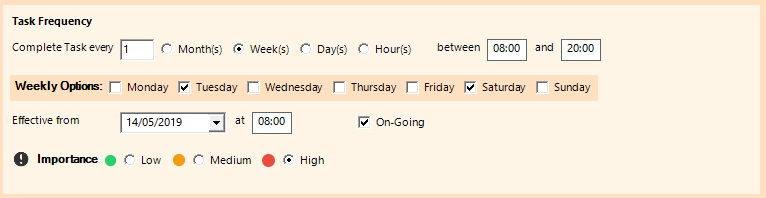 Task Frequency
Complete Task every 1 Month(s) Week(s) Day(s) Hour(s) between 08:00 and 20:00
Weekly Options: Monday Tuesday Wednesday Thursday Friday Saturday Sunday
Effective from 14/05/2019 at 08:00 On-Going
Importance Low Medium High